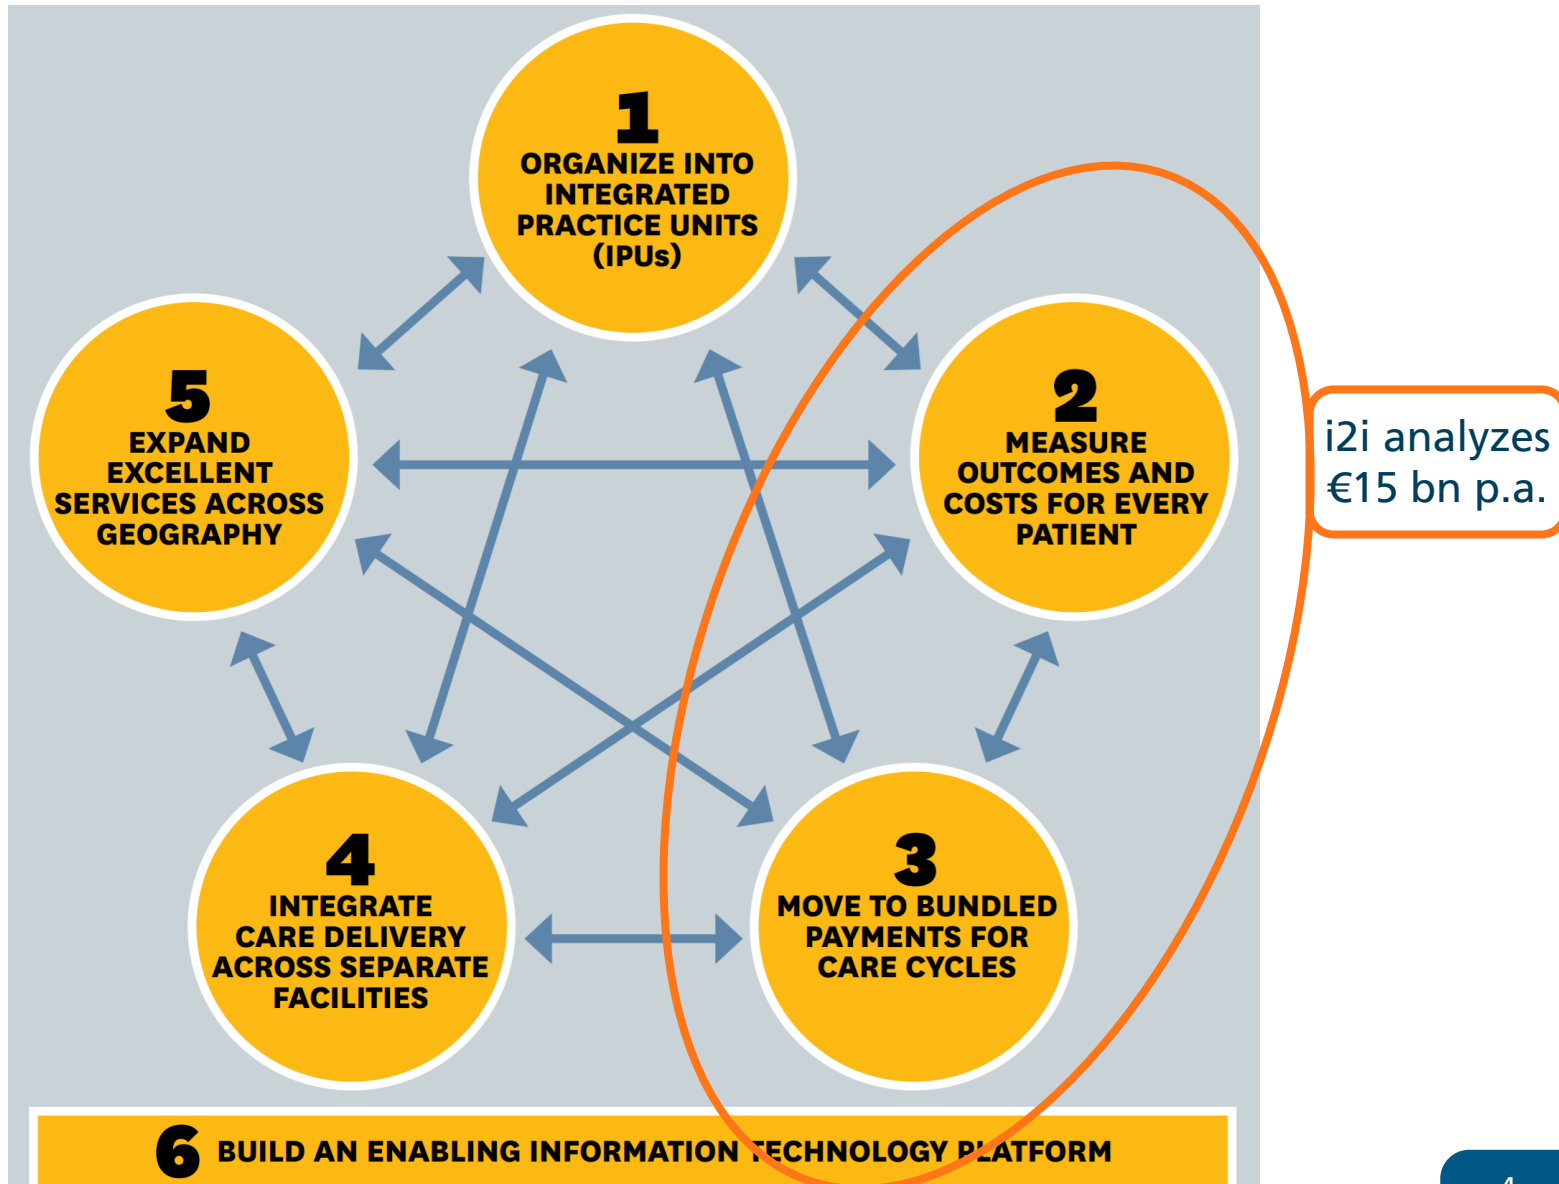 1
ORGANIZE INTO
INTEGRATED
PRACTICE UNITS
(IPUs)
5
EXPAND
EXCELLENT
SERVICES ACROSS
GEOGRAPHY
2
MEASURE
OUTCOMES AND
COSTS FOR EVERY
PATIENT
i2i analyzes
€15 bn p.a.
4
INTEGRATE
CARE DELIVERY
ACROSS SEPARATE
FACILITIES
3
MOVE TO BUNDLED
PAYMENTS FOR
CARE CYCLES
6 BUILD AN ENABLING INFORMATION TECHNOLOGY PLATFORM